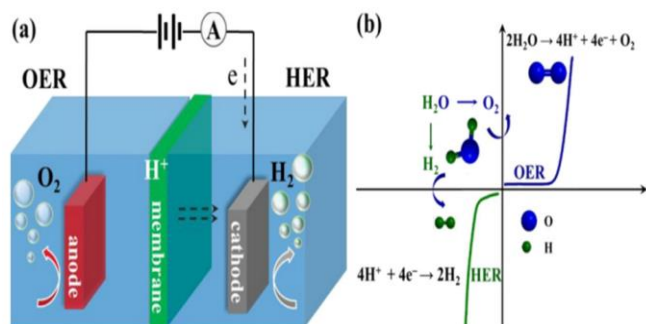 (a)
A
OER
e
HER
O₂
H⁺
H₂
anode
membrane
cathode
(b)
2H₂O → 4H⁺ + 4e⁻ + O₂
H₂O → O₂
H₂
OER
O
H
4H⁺ + 4e⁻ → 2H₂
HER